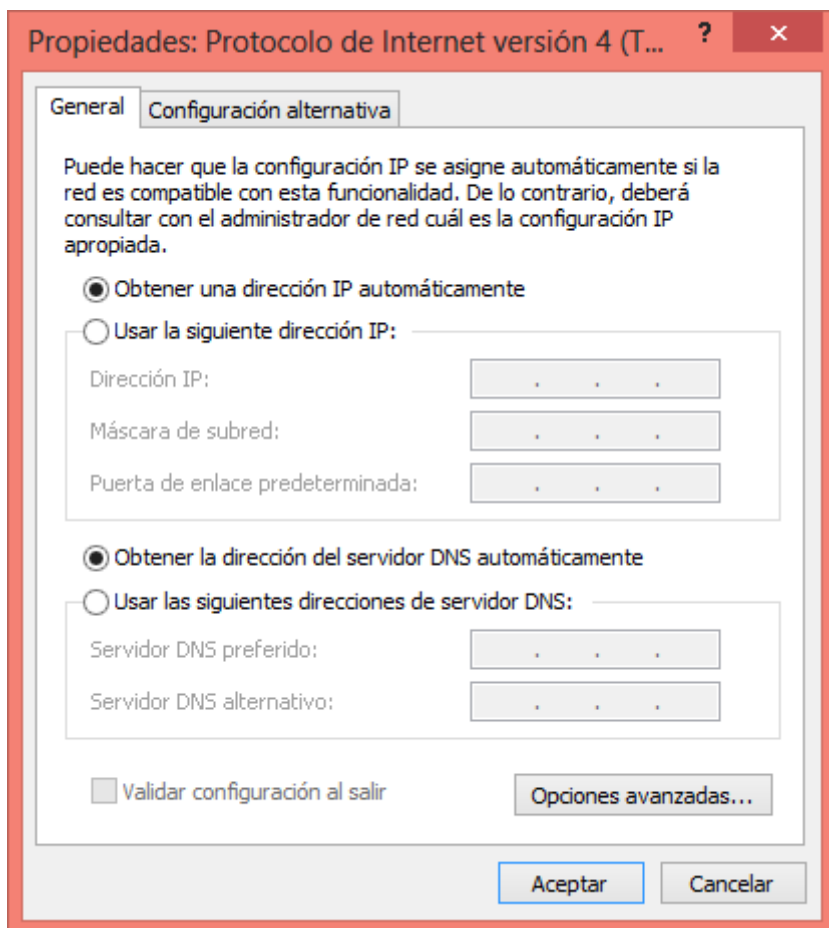 Propiedades: Protocolo de Internet versión 4 (T...
?
×
General
Configuración alternativa
Puede hacer que la configuración IP se asigne automáticamente si la
red es compatible con esta funcionalidad. De lo contrario, deberá
consultar con el administrador de red cuál es la configuración IP
apropiada.
Obtener una dirección IP automáticamente
Usar la siguiente dirección IP:
Dirección IP:
. . .
Máscara de subred:
. . .
Puerta de enlace predeterminada:
. . .
Obtener la dirección del servidor DNS automáticamente
Usar las siguientes direcciones de servidor DNS:
Servidor DNS preferido:
. . .
Servidor DNS alternativo:
. . .
Validar configuración al salir
Opciones avanzadas...
Aceptar
Cancelar